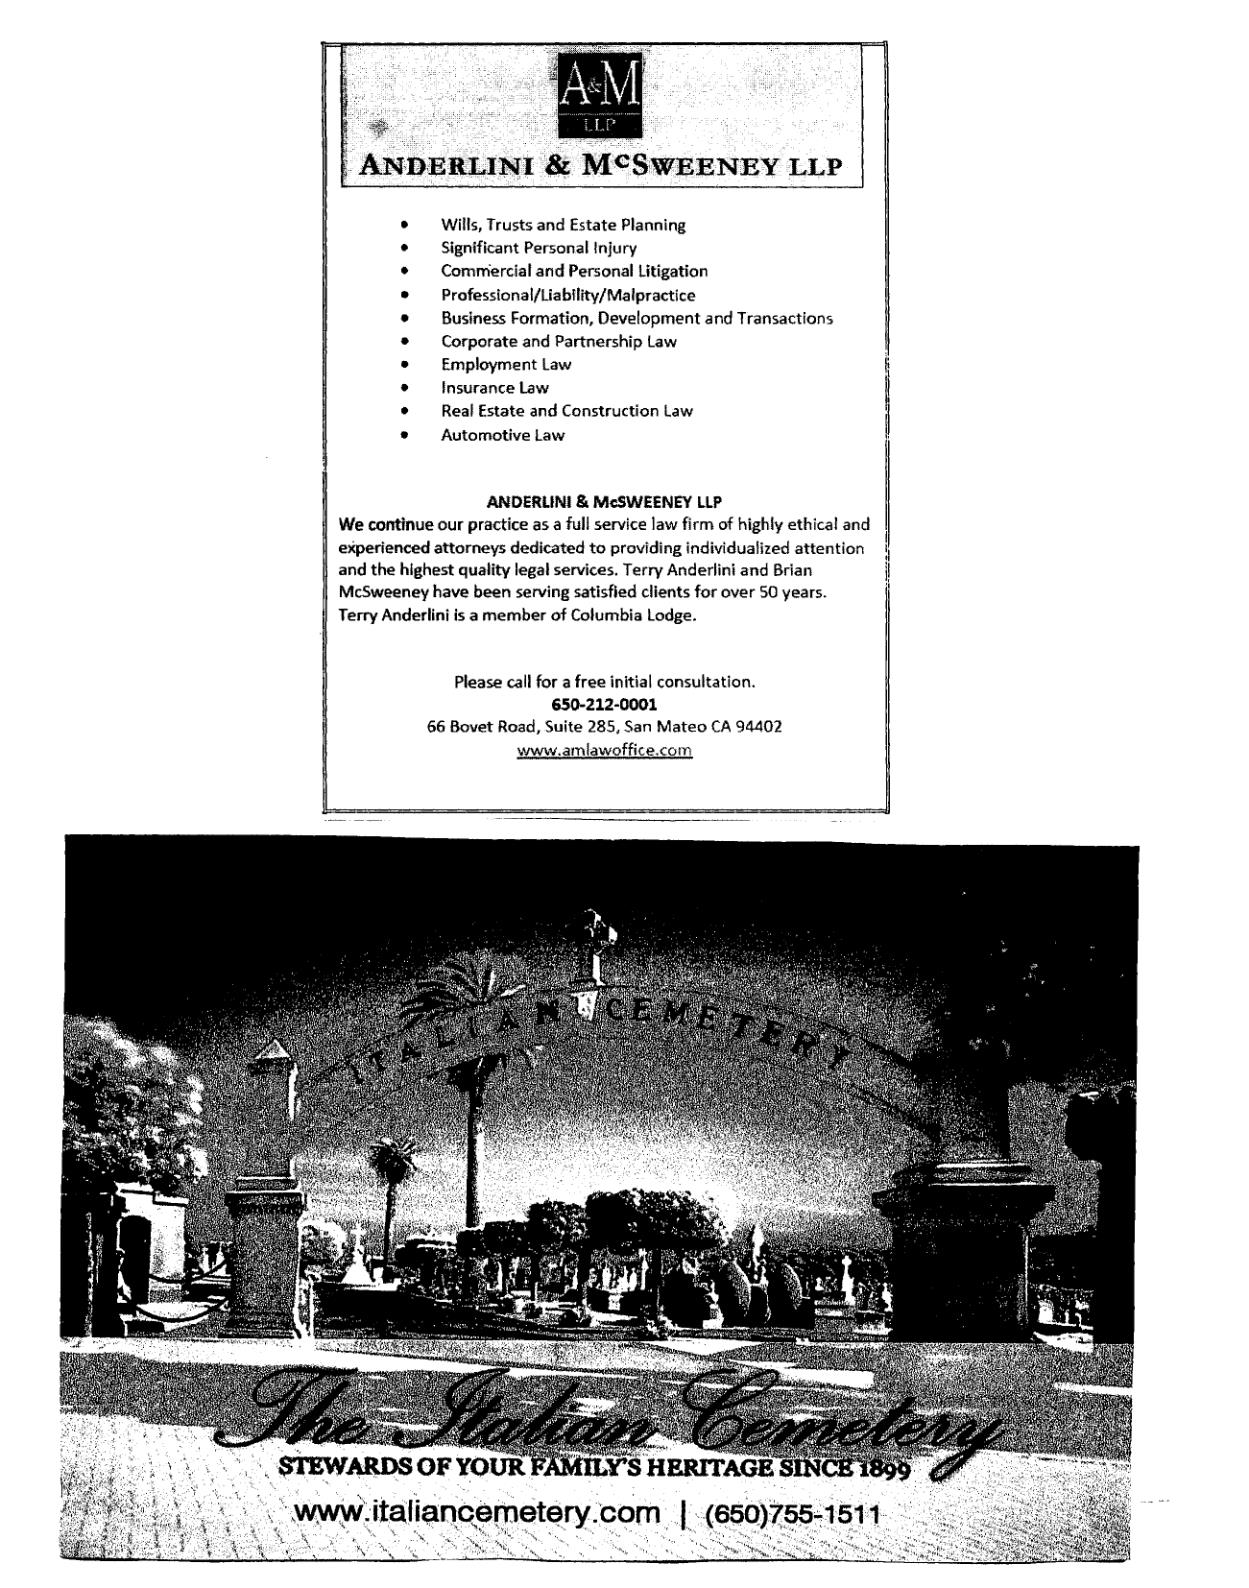 A&M
LLP
ANDERLINI & McSWEENEY LLP
• Wills, Trusts and Estate Planning
• Significant Personal Injury
• Commercial and Personal Litigation
• Professional/Liability/Malpractice
• Business Formation, Development and Transactions
• Corporate and Partnership Law
• Employment Law
• Insurance Law
• Real Estate and Construction Law
• Automotive Law
ANDERLINI & McSWEENEY LLP
We continue our practice as a full service law firm of highly ethical and
experienced attorneys dedicated to providing individualized attention
and the highest quality legal services. Terry Anderlini and Brian
McSweeney have been serving satisfied clients for over 50 years.
Terry Anderlini is a member of Columbia Lodge.
Please call for a free initial consultation.
650-212-0001
66 Bovet Road, Suite 285, San Mateo CA 94402
www.amlawoffice.com
ITALIAN CEMETERY
The Italian Cemetery
STEWARDS OF YOUR FAMILY'S HERITAGE SINCE 1899
www.italiancemetery.com | (650)755-1511